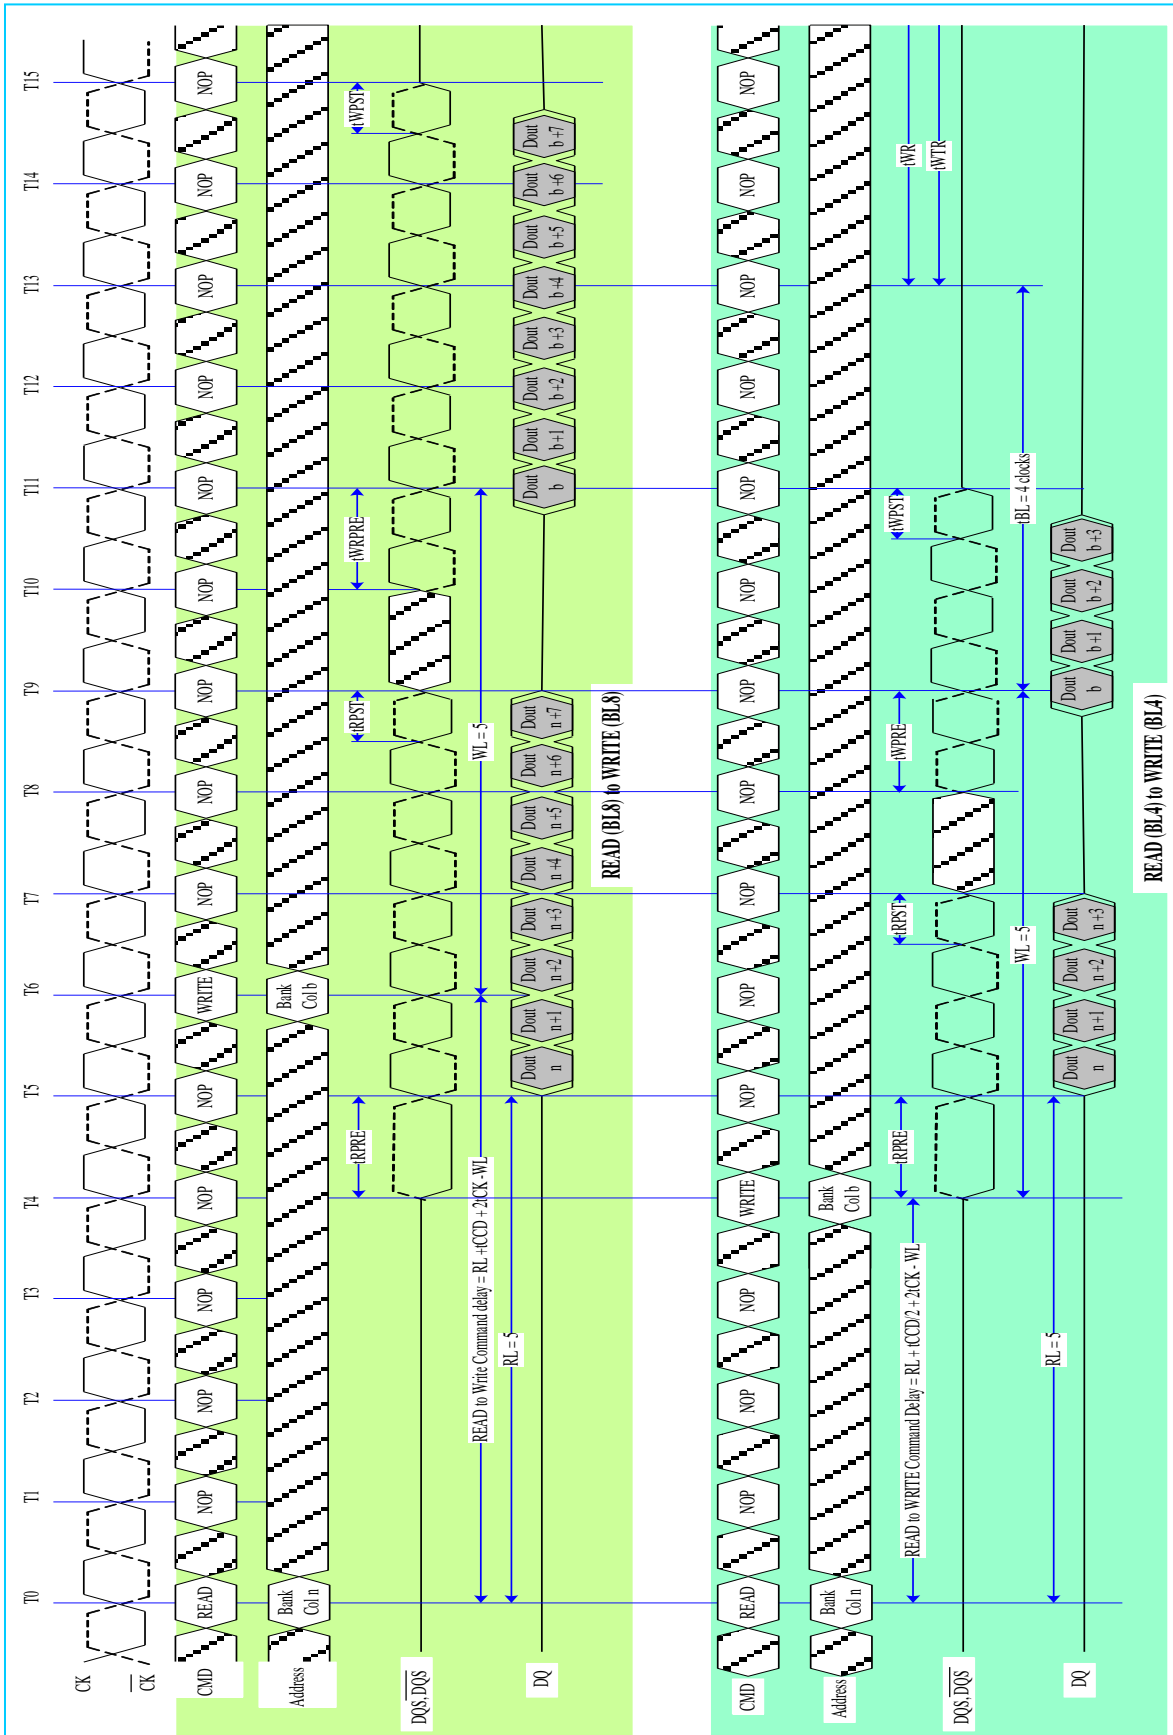 T0 T1 T2 T3 T4 T5 T6 T7 T8 T9 T10 T11 T12 T13 T14 T15
CK
CK
CMD READ NOP NOP NOP NOP NOP WRITE NOP NOP NOP NOP NOP NOP NOP NOP NOP
Address
Bank
Col n
Bank
Col b
tRPRE tRPST tWRPRE tWPST
DQS, DQS
READ to Write Command delay = RL + tCCD + 2tCK - WL
WL = 5
RL = 5
DQ
Dout
n
Dout
n+1
Dout
n+2
Dout
n+3
Dout
n+4
Dout
n+5
Dout
n+6
Dout
n+7
Dout
b
Dout
b+1
Dout
b+2
Dout
b+3
Dout
b+4
Dout
b+5
Dout
b+6
Dout
b+7
READ (BL8) to WRITE (BL8)
CMD READ NOP NOP NOP WRITE NOP NOP NOP NOP NOP NOP NOP NOP NOP NOP NOP
Address
Bank
Col n
Bank
Col b
tRPRE tRPST tWPRE tWPST tWR
READ to WRITE Command Delay = RL + tCCD/2 + 2tCK - WL
tWTR
DQS, DQS
WL = 5
tBL = 4 clocks
RL = 5
DQ
Dout
n
Dout
n+1
Dout
n+2
Dout
n+3
Dout
b
Dout
b+1
Dout
b+2
Dout
b+3
READ (BL4) to WRITE (BL4)